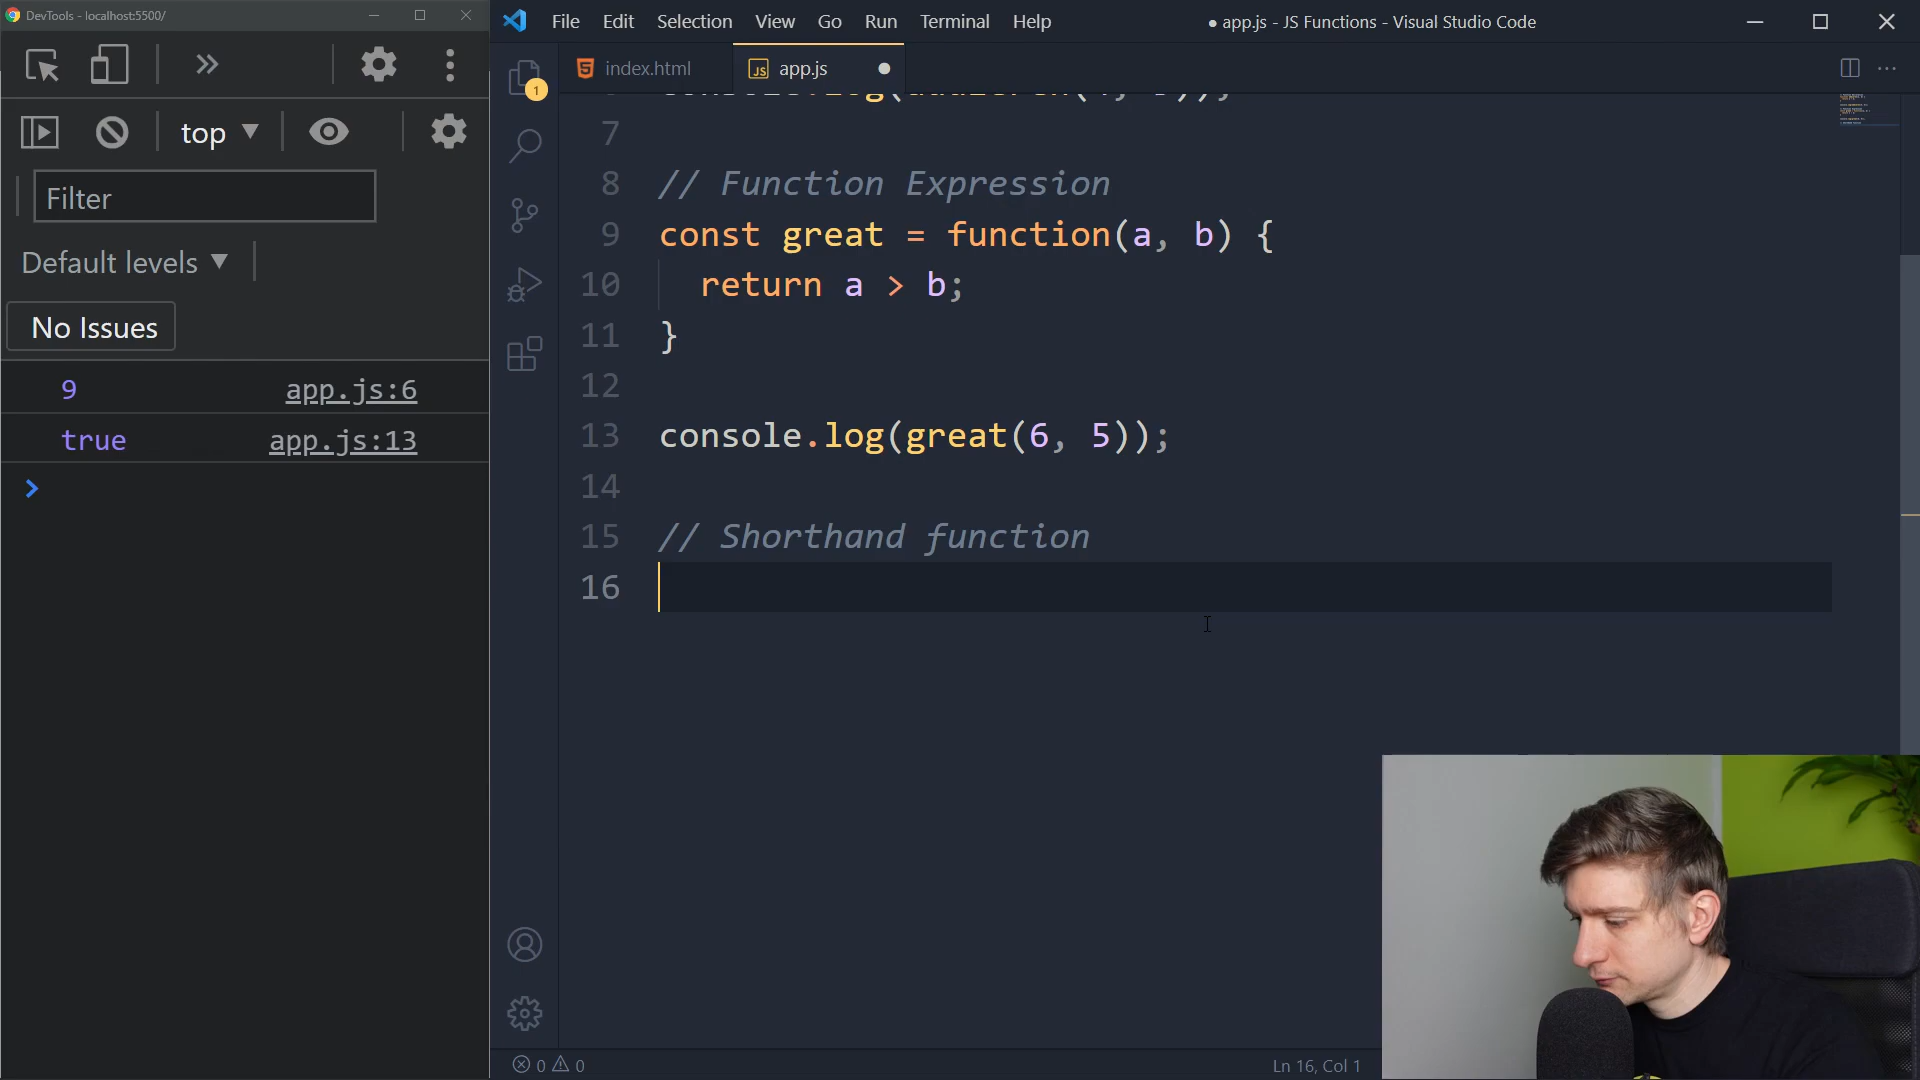 DevTools - localhost:5500/
top
Filter
Default levels
No Issues
9 app.js:6
true app.js:13
File Edit Selection View Go Run Terminal Help
● app.js - JS Functions - Visual Studio Code
index.html
JS app.js
1
7
8 // Function Expression
9 const great = function(a, b) {
10 return a > b;
11 }
12
13 console.log(great(6, 5));
14
15 // Shorthand function
16
0 0
Ln 16, Col 1